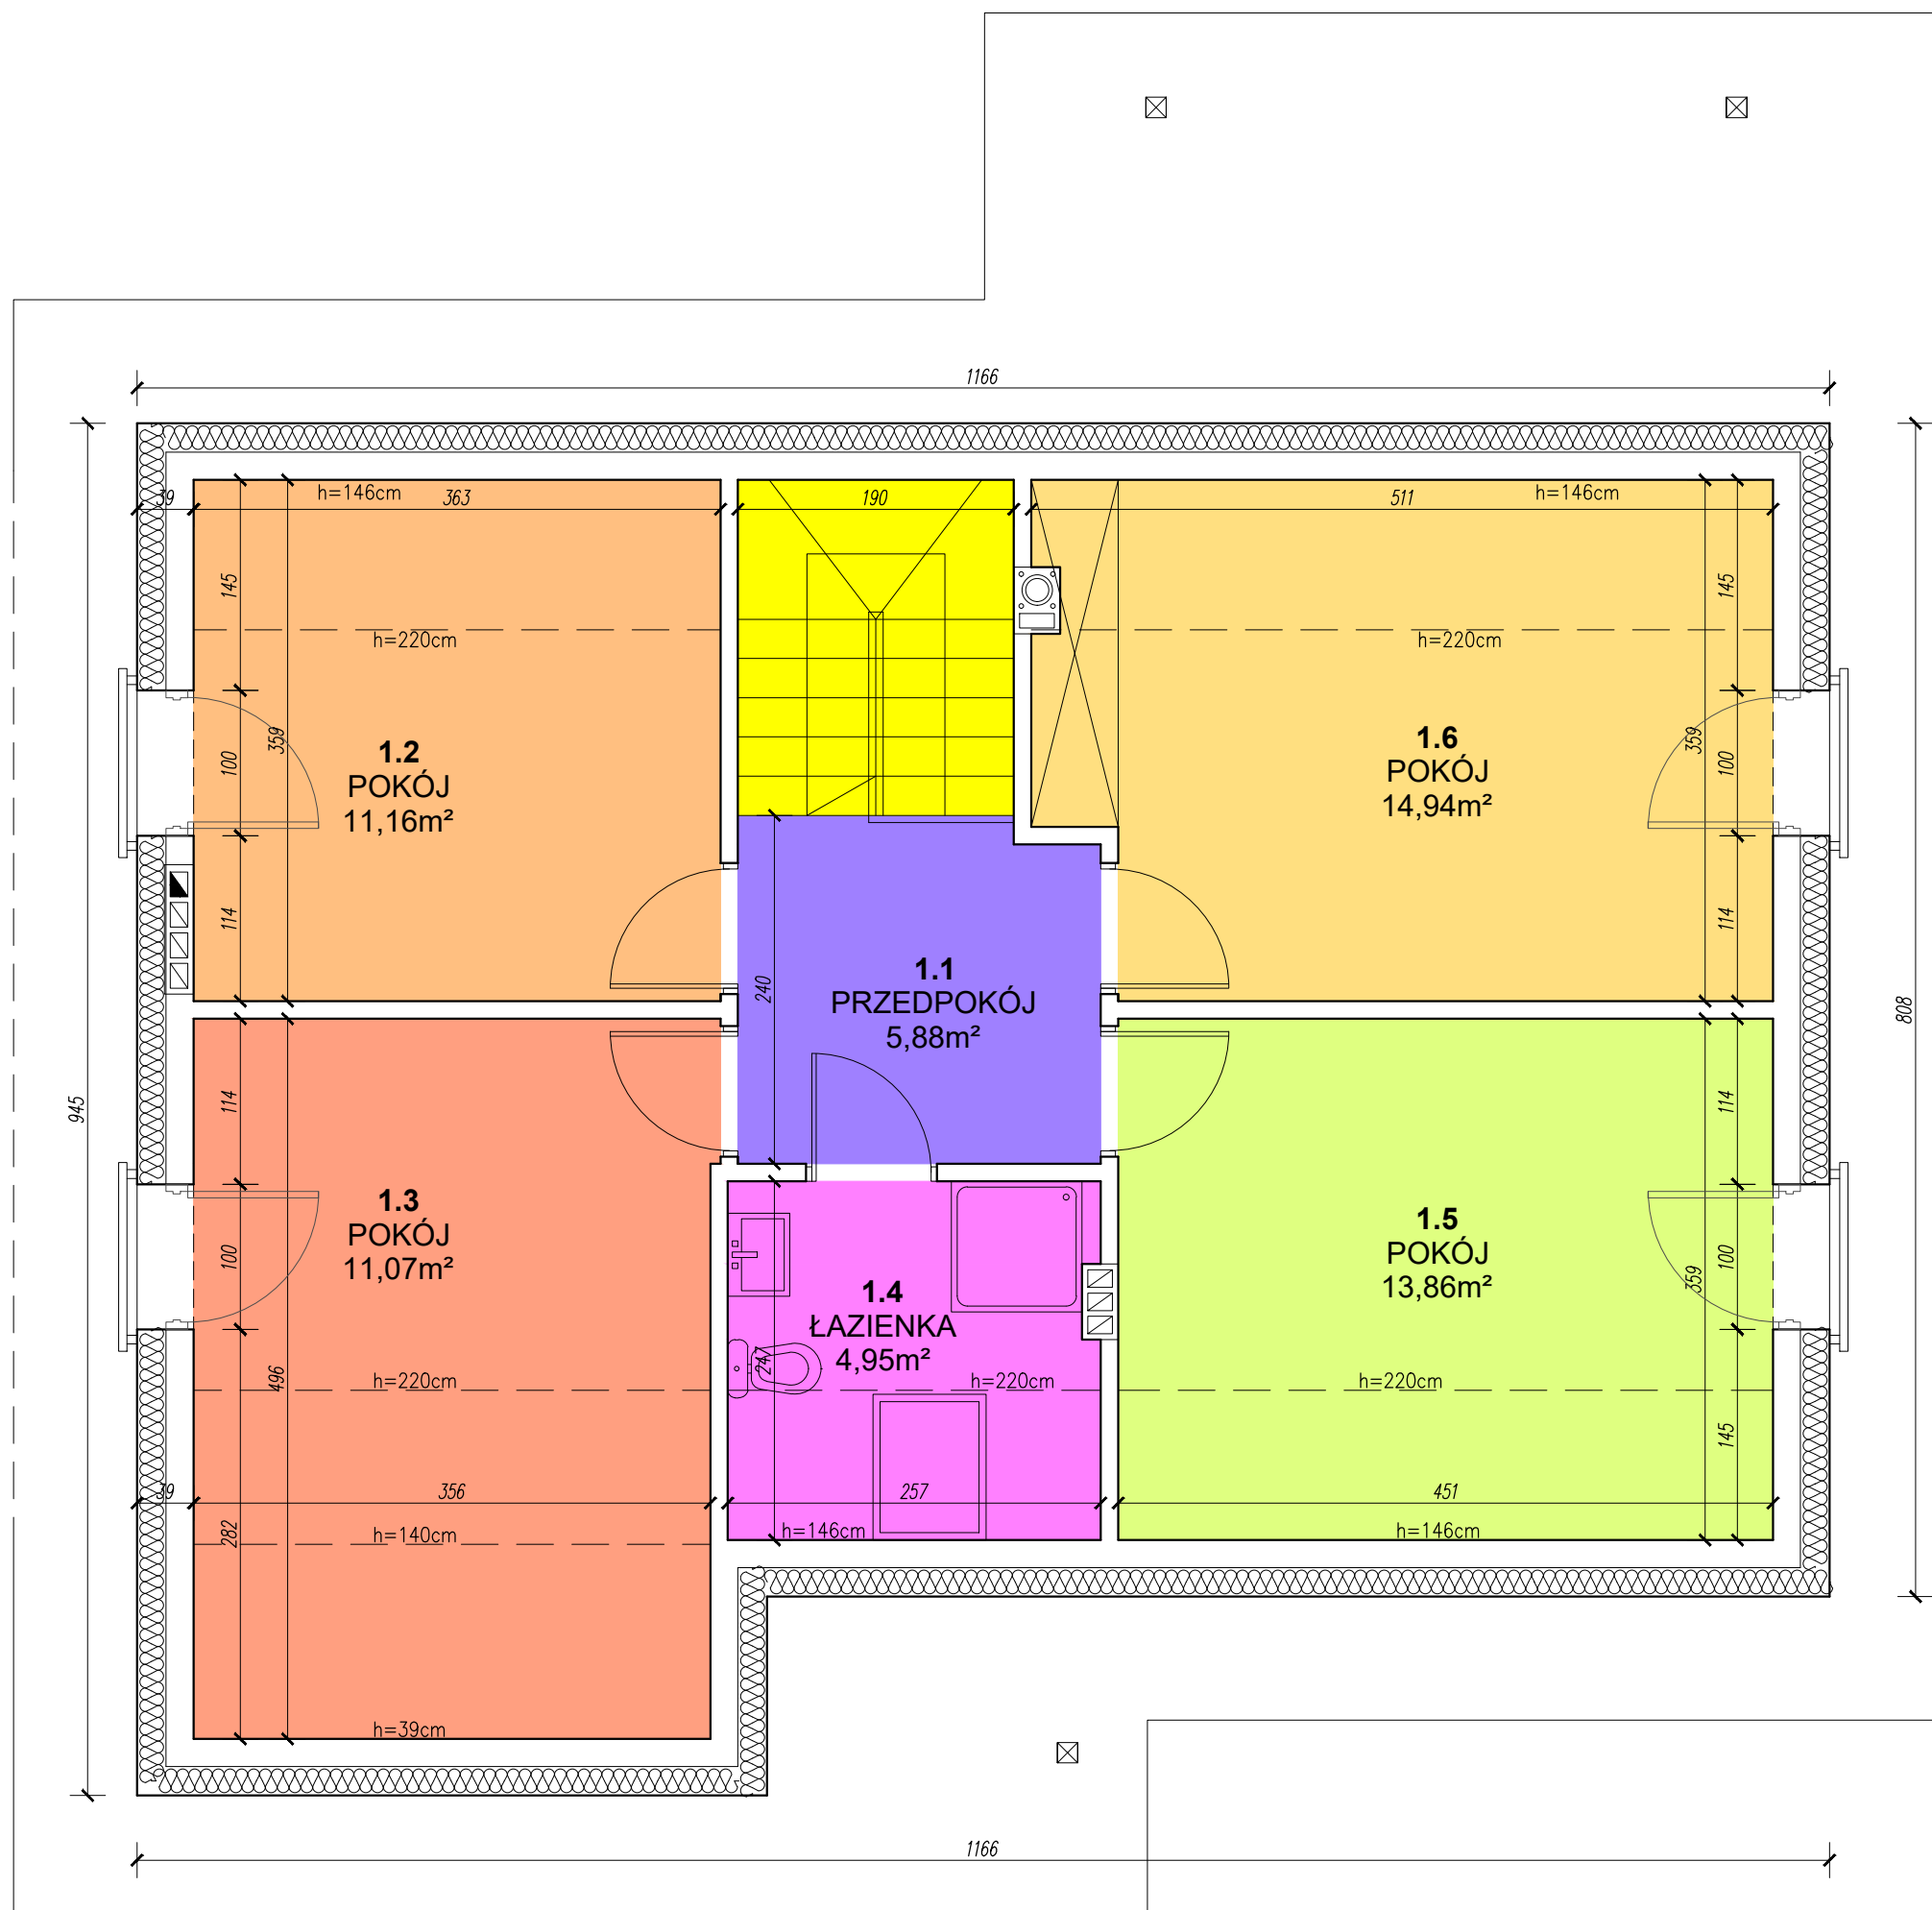 1166
39
h=146cm
363
190
511
h=146cm
145
145
h=220cm
h=220cm
359
100
359
100
1.2
POKÓJ
11,16m²
1.6
POKÓJ
14,94m²
114
114
240
1.1
PRZEDPOKÓJ
5,88m²
808
945
114
114
1.3
POKÓJ
11,07m²
1.5
POKÓJ
13,86m²
100
359
100
1.4
ŁAZIENKA
4,95m²
247
496
h=220cm
h=220cm
h=220cm
145
39
356
257
451
282
h=140cm
h=146cm
h=146cm
h=39cm
1166